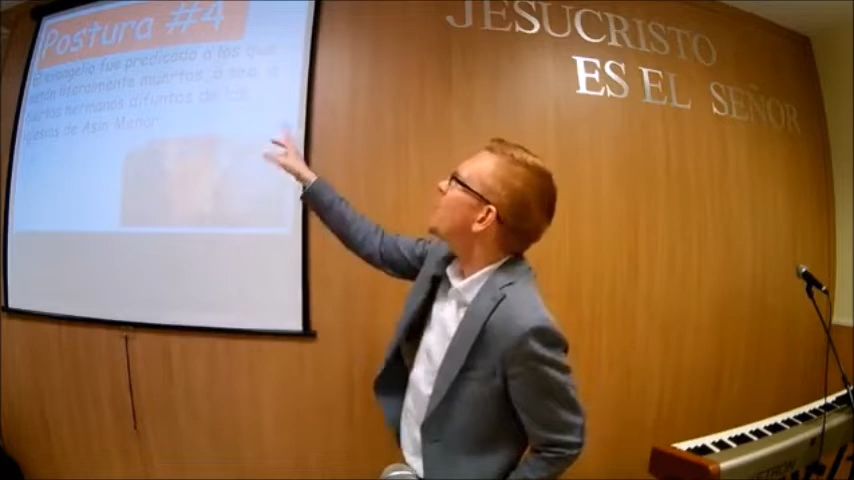 Postura #4
El evangelio fue predicado a los que
están literalmente muertos, o sea, a
ciertos hermanos difuntos de las
iglesias de Asia Menor.
JESUCRISTO
ES EL SEÑOR